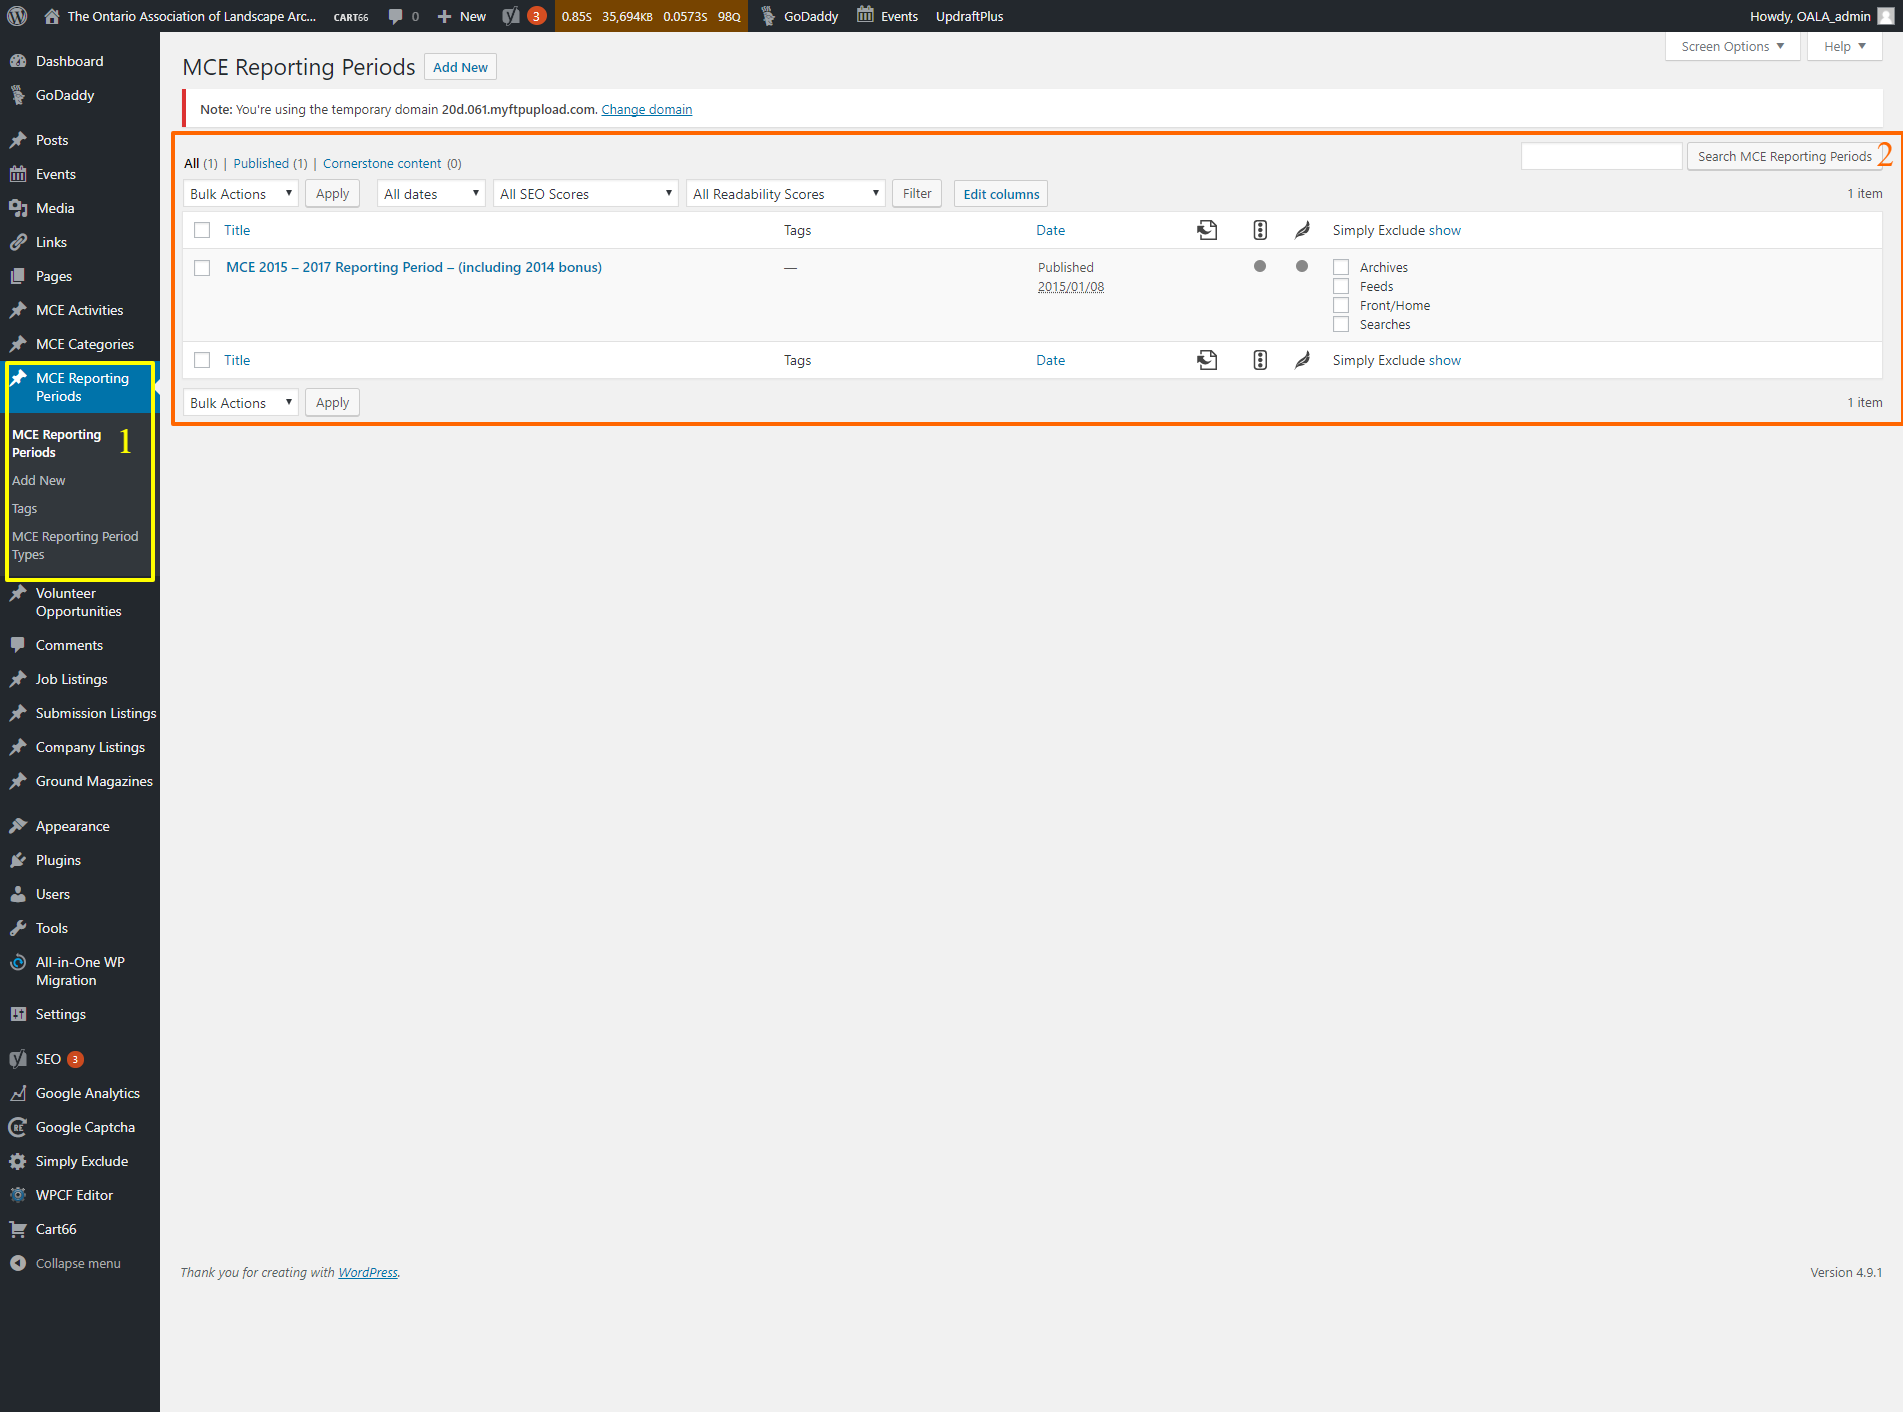 The Ontario Association of Landscape Arc... CART66 0 New 3 0.85S 35,694KB 0.0573S 98Q GoDaddy Events UpdraftPlus Howdy, OALA_admin
Dashboard
GoDaddy
Posts
Events
Media
Links
Pages
MCE Activities
MCE Categories
MCE Reporting
Periods
MCE Reporting
Periods
1
Add New
Tags
MCE Reporting Period
Types
Volunteer
Opportunities
Comments
Job Listings
Submission Listings
Company Listings
Ground Magazines
Appearance
Plugins
Users
Tools
All-in-One WP
Migration
Settings
SEO 3
Google Analytics
Google Captcha
Simply Exclude
WPCF Editor
Cart66
Collapse menu
Screen Options ▼ Help ▼
MCE Reporting Periods Add New
Note: You're using the temporary domain 20d.061.myftpupload.com. Change domain
All (1) | Published (1) | Cornerstone content (0)
Search MCE Reporting Periods 2
Bulk Actions Apply All dates All SEO Scores All Readability Scores Filter Edit columns 1 item
Title Tags Date Simply Exclude show
MCE 2015 – 2017 Reporting Period – (including 2014 bonus) — Published
2015/01/08
Archives
Feeds
Front/Home
Searches
Title Tags Date Simply Exclude show
Bulk Actions Apply 1 item
Thank you for creating with WordPress. Version 4.9.1